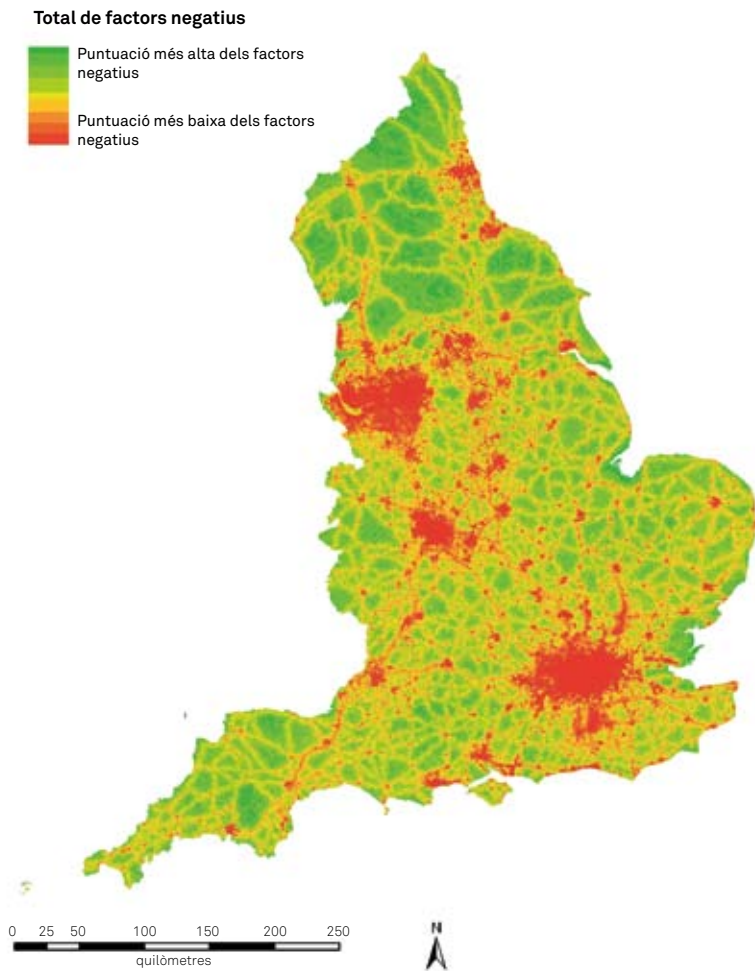 Total de factors negatius
Puntuació més alta dels factors
negatius
Puntuació més baixa dels factors
negatius
0 25 50 100 150 200 250
quilòmetres
N